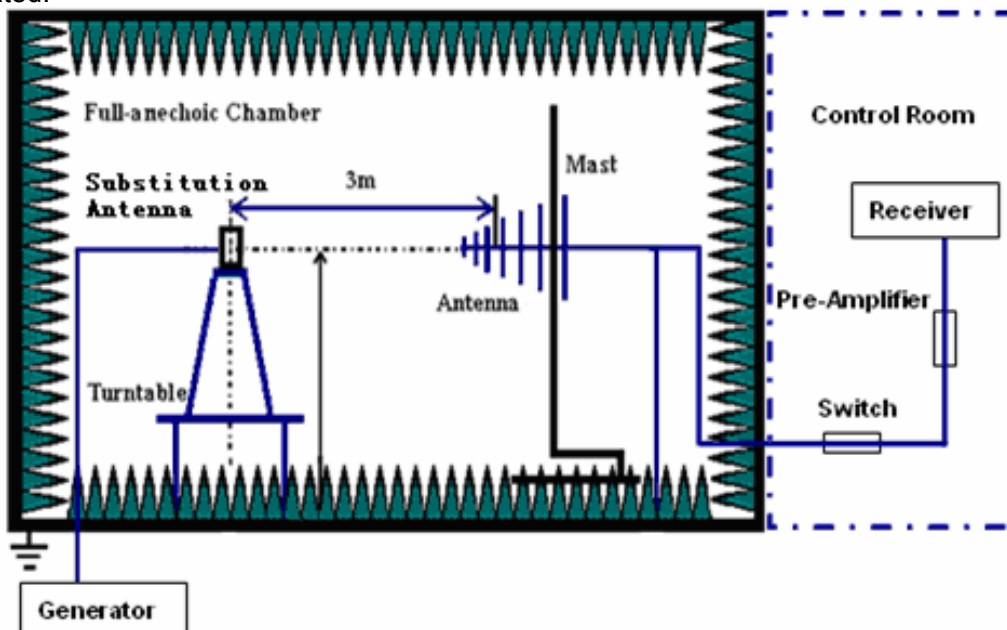 Full-anechoic Chamber
Control Room
Mast
3m
Substitution
Antenna
Receiver
Antenna
Pre-Amplifier
Turntable
Switch
Generator